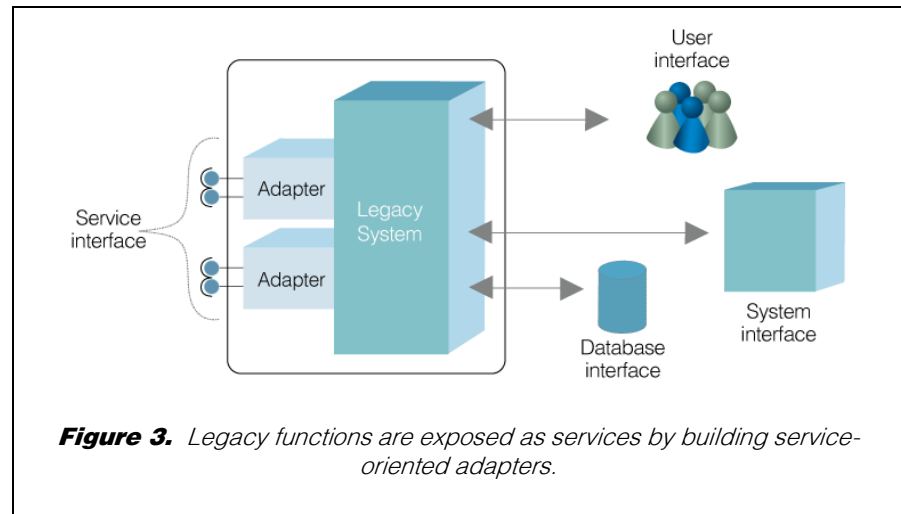 User
interface
Adapter
Service
interface
Legacy
System
Adapter
System
interface
Database
interface
Figure 3. Legacy functions are exposed as services by building service-
oriented adapters.